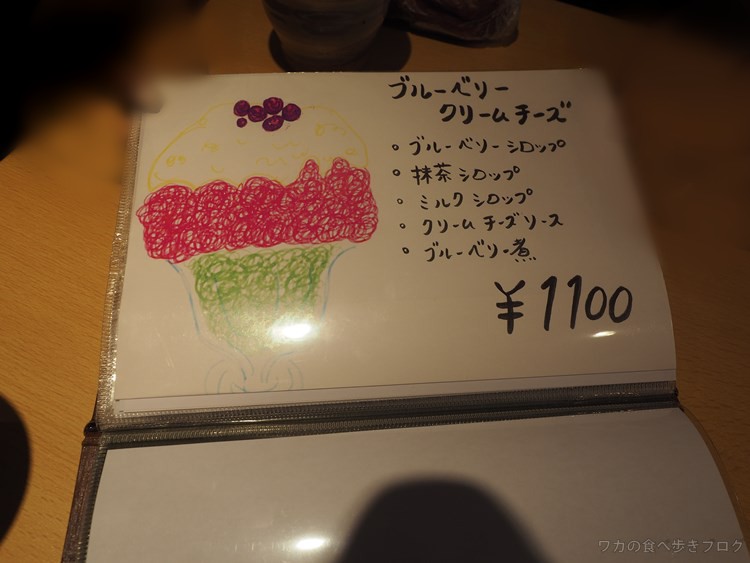 ブルーベリー
クリームチーズ
・ブルーベリーシロップ
・抹茶シロップ
・ミルクシロップ
・クリームチーズソース
・ブルーベリー煮
¥1100
ワカの食べ歩きブログ